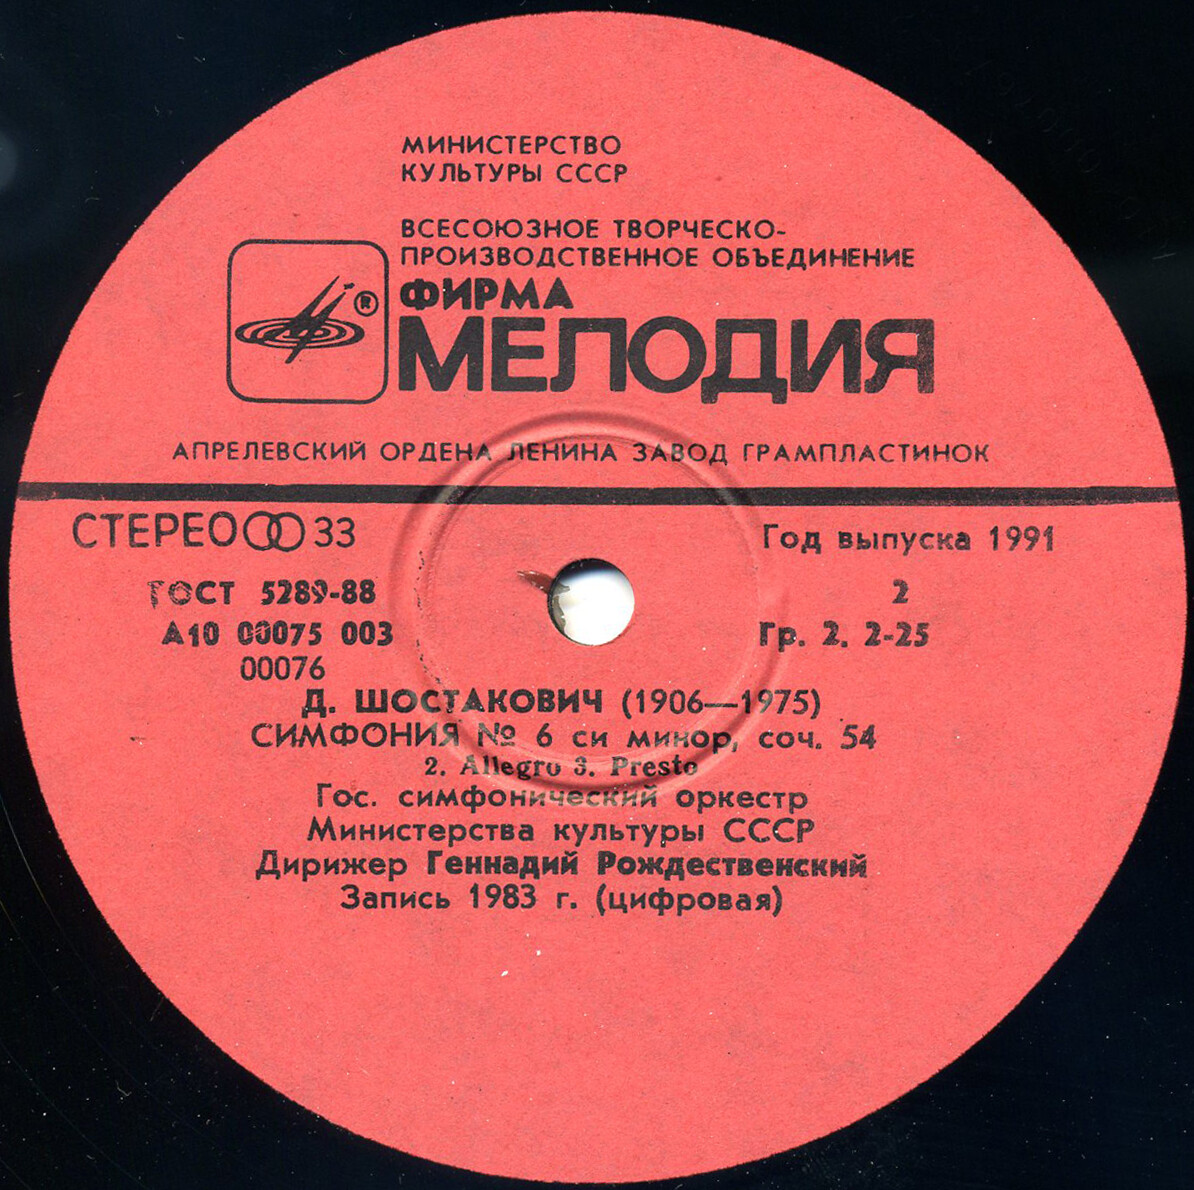 МИНИСТЕРСТВО
КУЛЬТУРЫ СССР
ВСЕСОЮЗНОЕ ТВОРЧЕСКО-
ПРОИЗВОДСТВЕННОЕ ОБЪЕДИНЕНИЕ
ФИРМА
®
МЕЛОДИЯ
АПРЕЛЕВСКИЙ ОРДЕНА ЛЕНИНА ЗАВОД ГРАМПЛАСТИНОК
СТЕРЕО 33
Год выпуска 1991
ГОСТ 5289-88
2
А10 00075 003
Гр. 2. 2-25
00076
Д. ШОСТАКОВИЧ (1906—1975)
СИМФОНИЯ № 6 си минор, соч. 54
2. Allegro 3. Presto
Гос. симфонический оркестр
Министерства культуры СССР
Дирижер Геннадий Рождественский
Запись 1983 г. (цифровая)